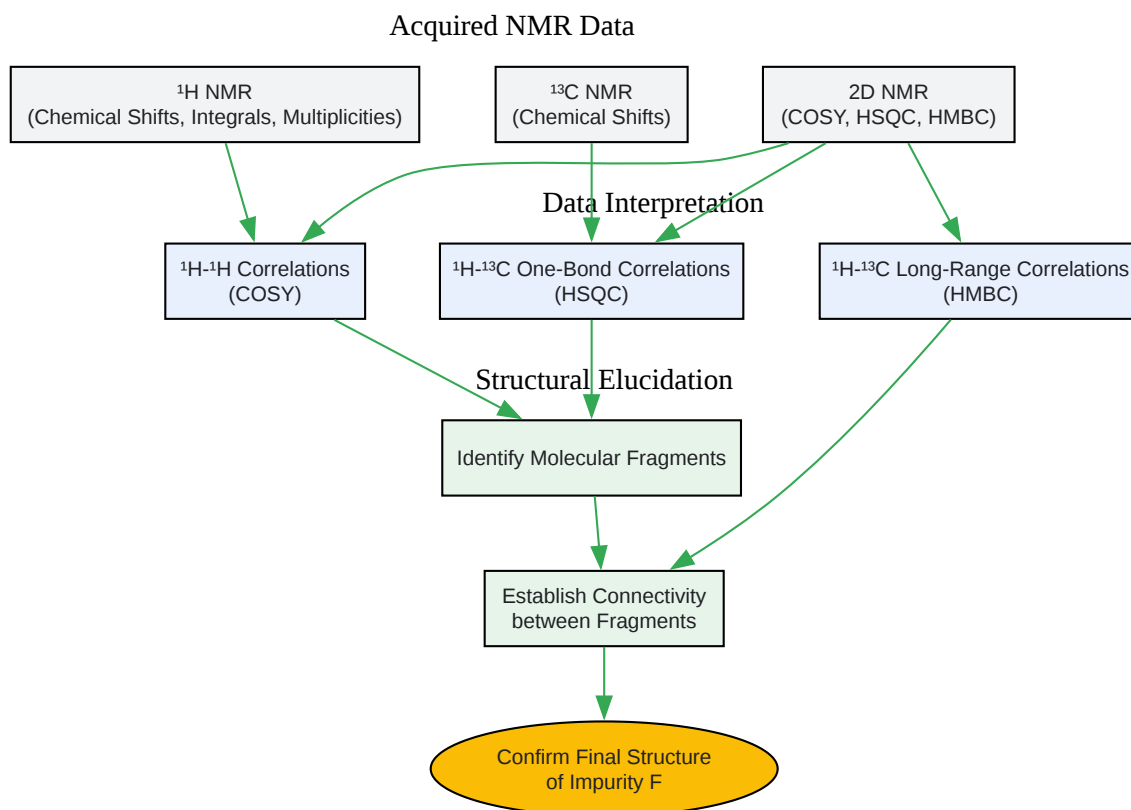 Acquired NMR Data
¹H NMR
(Chemical Shifts, Integrals, Multiplicities)
¹³C NMR
(Chemical Shifts)
2D NMR
(COSY, HSQC, HMBC)
Data Interpretation
¹H-¹H Correlations
(COSY)
¹H-¹³C One-Bond Correlations
(HSQC)
¹H-¹³C Long-Range Correlations
(HMBC)
Structural Elucidation
Identify Molecular Fragments
Establish Connectivity
between Fragments
Confirm Final Structure
of Impurity F